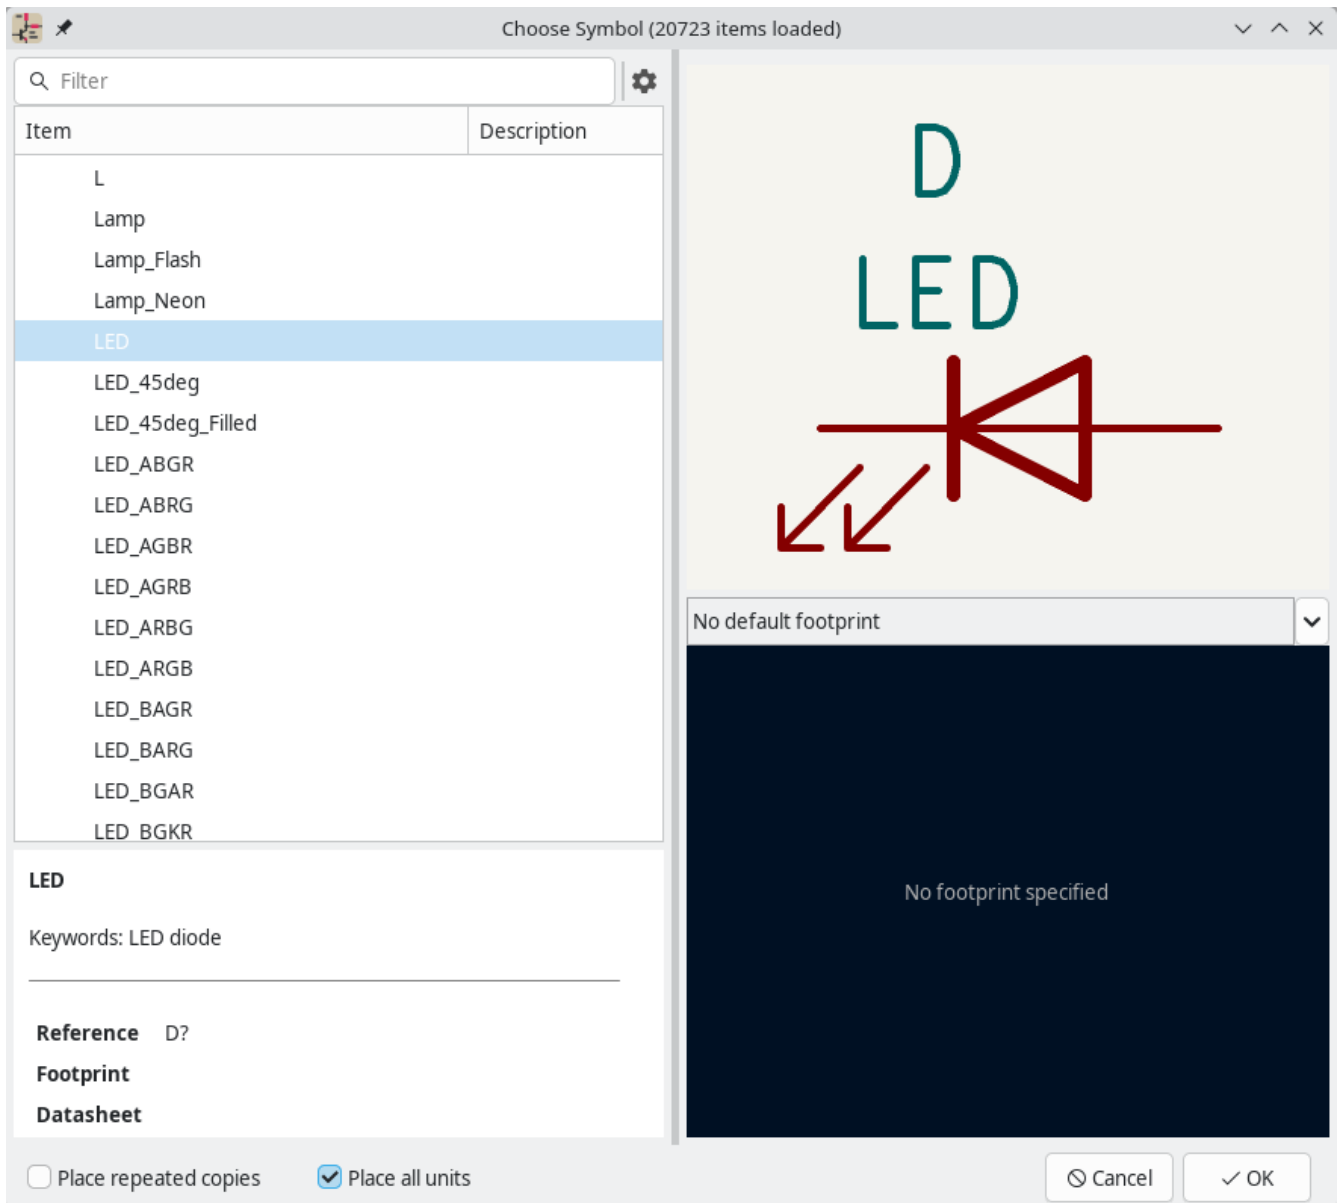 Choose Symbol (20723 items loaded)
Filter
Item
Description
L
Lamp
Lamp_Flash
Lamp_Neon
LED
LED_45deg
LED_45deg_Filled
LED_ABGR
LED_ABRG
LED_AGBR
LED_AGRB
LED_ARBG
LED_ARGB
LED_BAGR
LED_BARG
LED_BGAR
LED_BGKR
LED
Keywords: LED diode
Reference D?
Footprint
Datasheet
Place repeated copies
Place all units
D
LED
No default footprint
No footprint specified
Cancel
OK